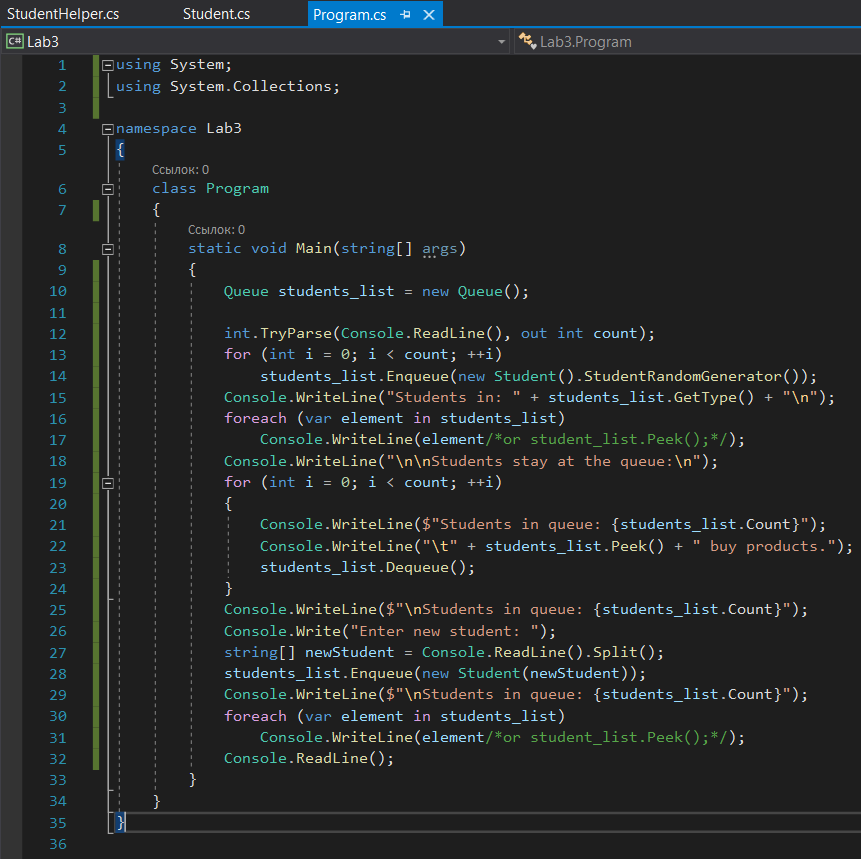 StudentHelper.cs Student.cs Program.cs
C# Lab3 Lab3.Program
1 using System;
2 using System.Collections;
3
4 namespace Lab3
5 {
Ссылок: 0
6 class Program
7 {
Ссылок: 0
8 static void Main(string[] args)
9 {
10 Queue students_list = new Queue();
11
12 int.TryParse(Console.ReadLine(), out int count);
13 for (int i = 0; i < count; ++i)
14 students_list.Enqueue(new Student().StudentRandomGenerator());
15 Console.WriteLine("Students in: " + students_list.GetType() + "\n");
16 foreach (var element in students_list)
17 Console.WriteLine(element/*or student_list.Peek();*/);
18 Console.WriteLine("\n\nStudents stay at the queue:\n");
19 for (int i = 0; i < count; ++i)
20 {
21 Console.WriteLine($"Students in queue: {students_list.Count}");
22 Console.WriteLine("\t" + students_list.Peek() + " buy products.");
23 students_list.Dequeue();
24 }
25 Console.WriteLine($"\nStudents in queue: {students_list.Count}");
26 Console.Write("Enter new student: ");
27 string[] newStudent = Console.ReadLine().Split();
28 students_list.Enqueue(new Student(newStudent));
29 Console.WriteLine($"\nStudents in queue: {students_list.Count}");
30 foreach (var element in students_list)
31 Console.WriteLine(element/*or student_list.Peek();*/);
32 Console.ReadLine();
33 }
34 }
35 }
36